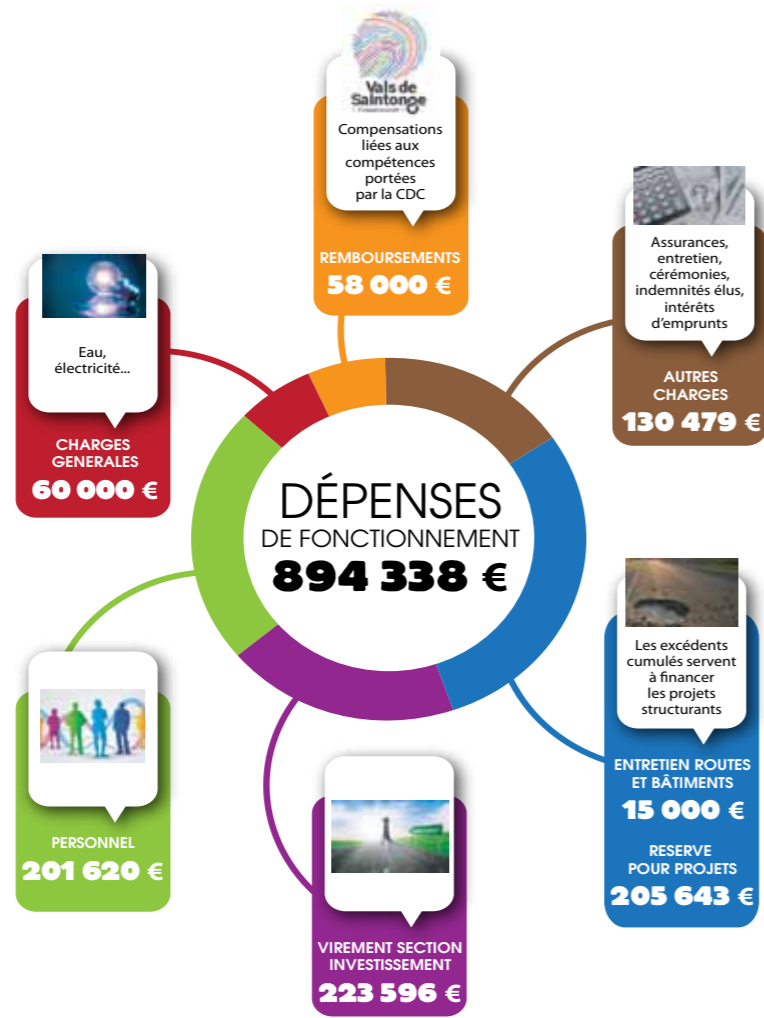 Vals de
Saintonge
Compensations
liées aux
compétences
portées
par la CDC
REMBOURSEMENTS
58 000 €
Assurances,
entretien,
cérémonies,
indemnités élus,
intérêts
d’emprunts
AUTRES
CHARGES
130 479 €
Eau,
électricité...
CHARGES
GENERALES
60 000 €
DÉPENSES
DE FONCTIONNEMENT
894 338 €
Les excédents
cumulés servent
à financer
les projets
structurants
ENTRETIEN ROUTES
ET BÂTIMENTS
15 000 €
RESERVE
POUR PROJETS
205 643 €
PERSONNEL
201 620 €
VIREMENT SECTION
INVESTISSEMENT
223 596 €